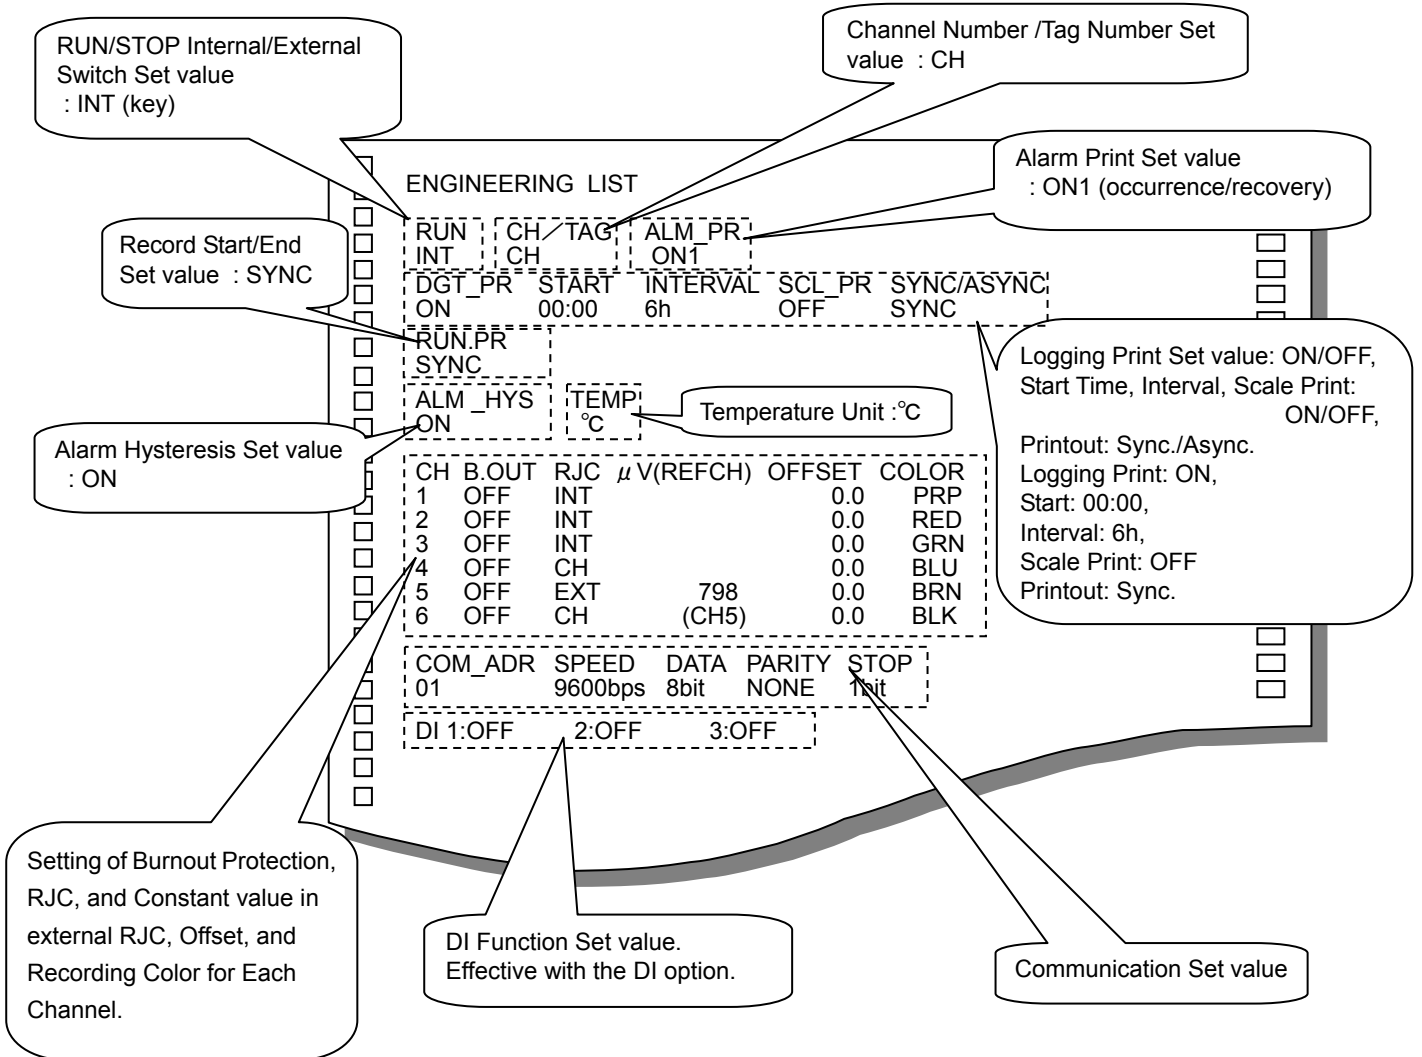 RUN/STOP Internal/External
Switch Set value
: INT (key)
Channel Number /Tag Number Set
value : CH
Alarm Print Set value
: ON1 (occurrence/recovery)
Record Start/End
Set value : SYNC
ENGINEERING LIST
RUN CH／TAG ALM_PR
INT CH ON1
DGT_PR START INTERVAL SCL_PR SYNC/ASYNC
ON 00:00 6h OFF SYNC
RUN.PR
SYNC
ALM _HYS TEMP
ON ℃
Temperature Unit :℃
Alarm Hysteresis Set value
: ON
Logging Print Set value: ON/OFF,
Start Time, Interval, Scale Print:
ON/OFF,
Printout: Sync./Async.
Logging Print: ON,
Start: 00:00,
Interval: 6h,
Scale Print: OFF
Printout: Sync.
CH B.OUT RJC μV(REFCH) OFFSET COLOR
1 OFF INT 0.0 PRP
2 OFF INT 0.0 RED
3 OFF INT 0.0 GRN
4 OFF CH 0.0 BLU
5 OFF EXT 798 0.0 BRN
6 OFF CH (CH5) 0.0 BLK
COM_ADR SPEED DATA PARITY STOP
01 9600bps 8bit NONE 1bit
DI 1:OFF 2:OFF 3:OFF
Setting of Burnout Protection,
RJC, and Constant value in
external RJC, Offset, and
Recording Color for Each
Channel.
DI Function Set value.
Effective with the DI option.
Communication Set value